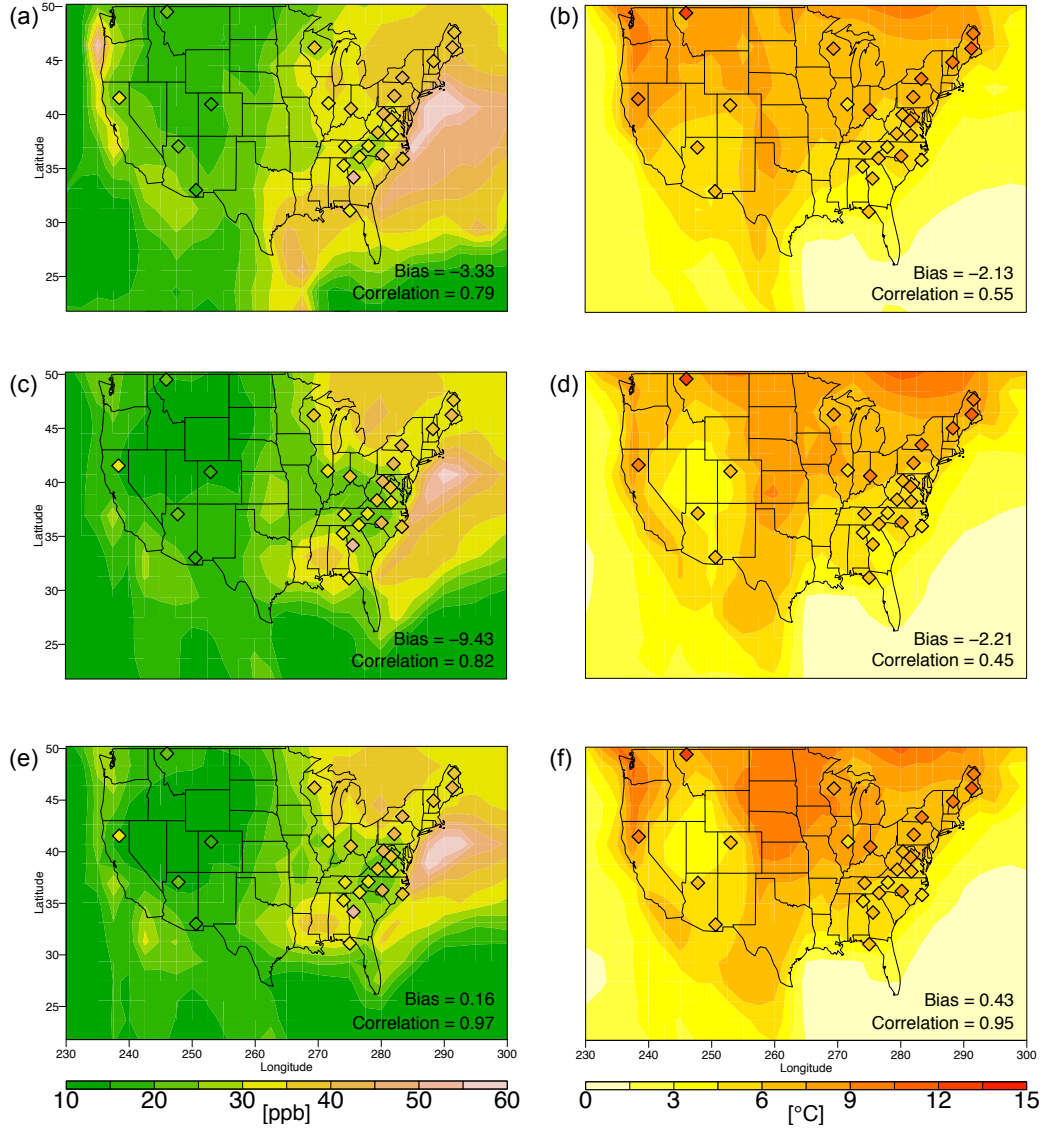 (a)
50
45
40
35
30
25
Latitude
Bias = −3.33
Correlation = 0.79
(b)
Bias = −2.13
Correlation = 0.55
(c)
50
45
40
35
30
25
Latitude
Bias = −9.43
Correlation = 0.82
(d)
Bias = −2.21
Correlation = 0.45
(e)
50
45
40
35
30
25
Latitude
Bias = 0.16
Correlation = 0.97
230 240 250 260 270 280 290 300
Longitude
10 20 30 40 50 60
[ppb]
(f)
Bias = 0.43
Correlation = 0.95
230 240 250 260 270 280 290 300
Longitude
0 3 6 9 12 15
[°C]